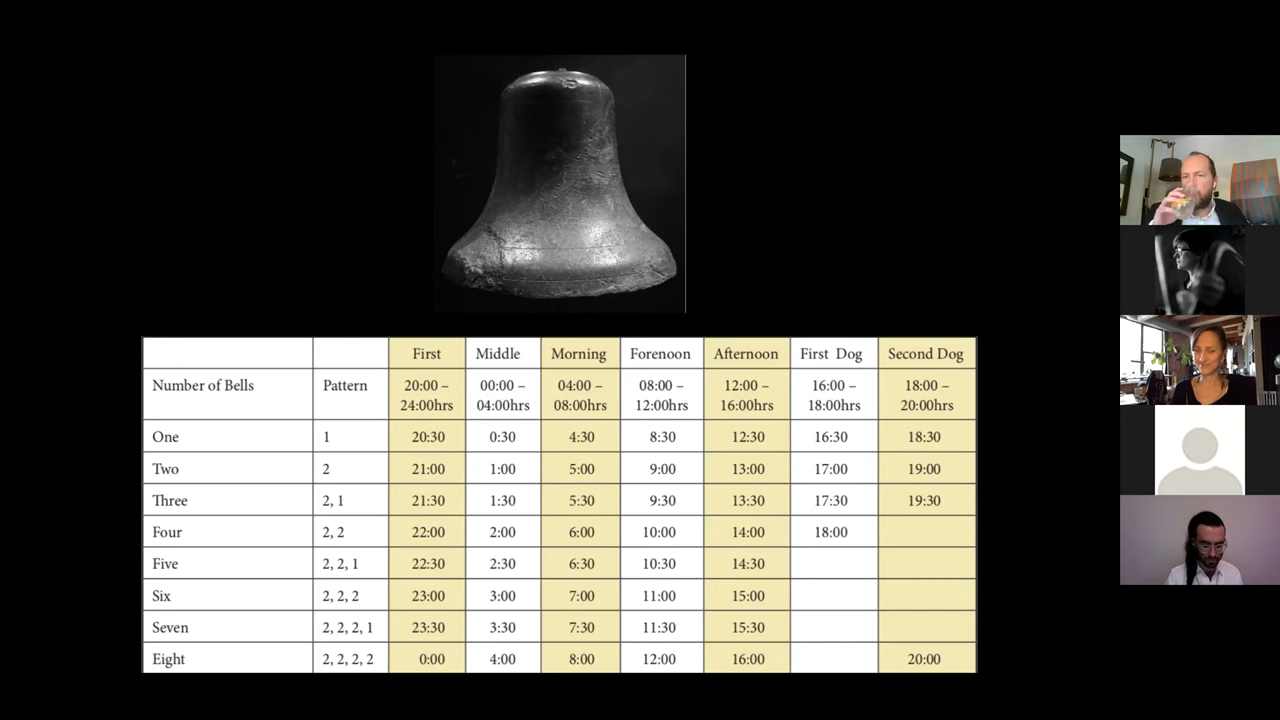 First Middle Morning Forenoon Afternoon First Dog Second Dog
Number of Bells Pattern 20:00 – 24:00hrs 00:00 – 04:00hrs 04:00 – 08:00hrs 08:00 – 12:00hrs 12:00 – 16:00hrs 16:00 – 18:00hrs 18:00 – 20:00hrs
One 1 20:30 0:30 4:30 8:30 12:30 16:30 18:30
Two 2 21:00 1:00 5:00 9:00 13:00 17:00 19:00
Three 2, 1 21:30 1:30 5:30 9:30 13:30 17:30 19:30
Four 2, 2 22:00 2:00 6:00 10:00 14:00 18:00
Five 2, 2, 1 22:30 2:30 6:30 10:30 14:30
Six 2, 2, 2 23:00 3:00 7:00 11:00 15:00
Seven 2, 2, 2, 1 23:30 3:30 7:30 11:30 15:30
Eight 2, 2, 2, 2 0:00 4:00 8:00 12:00 16:00 20:00